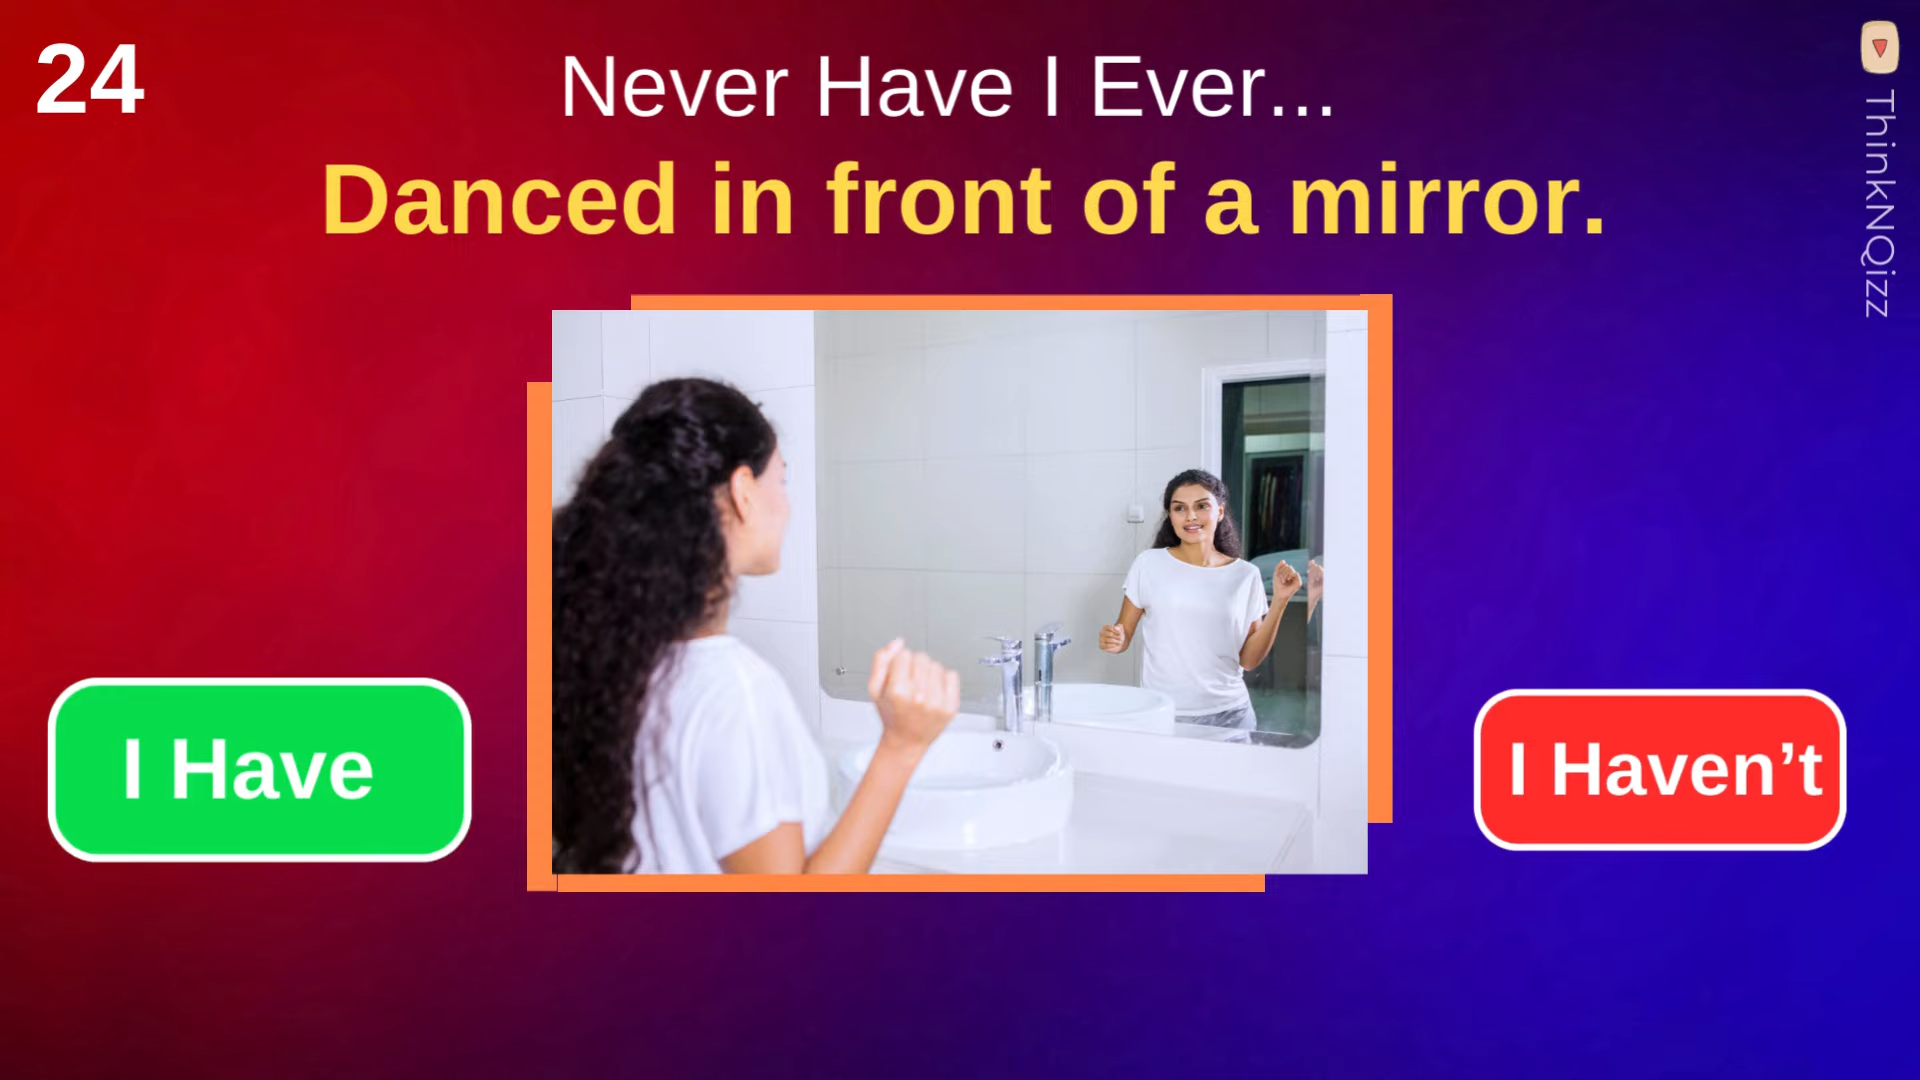 24
Never Have I Ever...
Danced in front of a mirror.
ThinkNQizz
I Have
I Haven’t